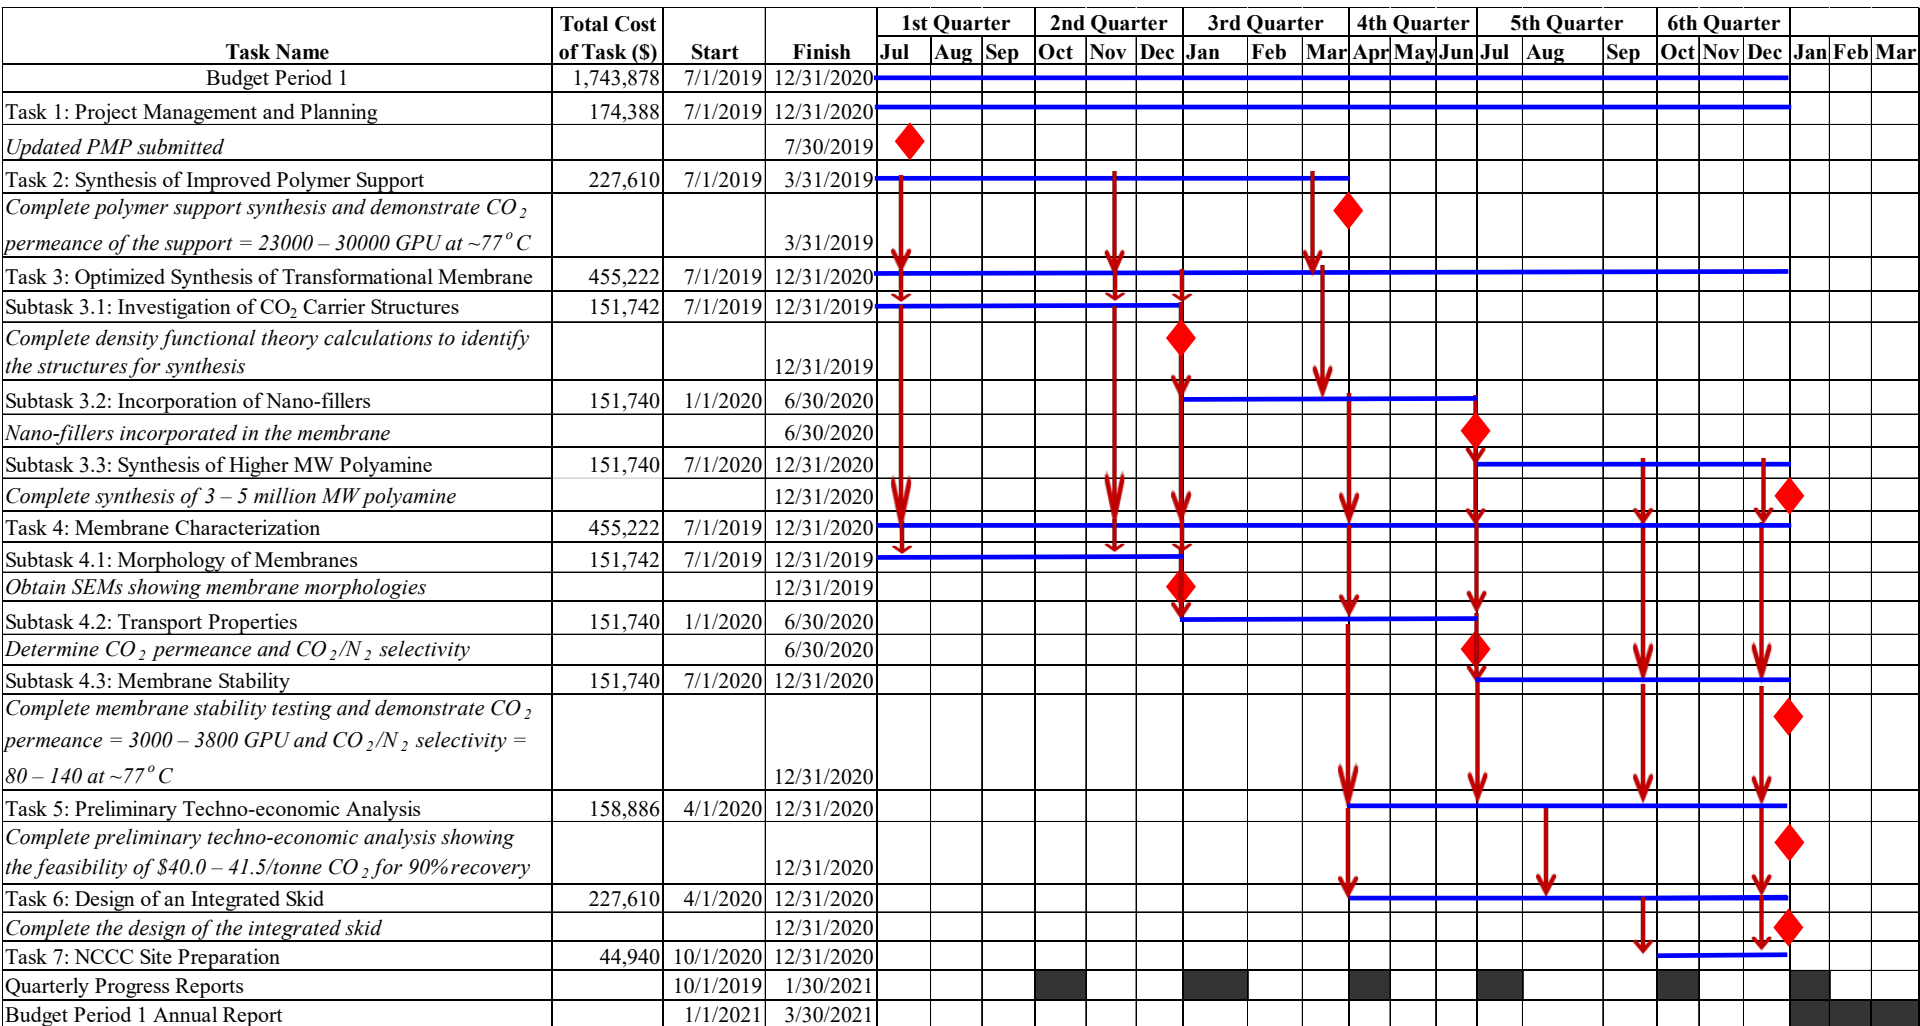 Total Cost 1st Quarter 2nd Quarter 3rd Quarter 4th Quarter 5th Quarter 6th Quarter
Task Name of Task ($) Start Finish Jul Aug Sep Oct Nov Dec Jan Feb Mar Apr May Jun Jul Aug Sep Oct Nov Dec Jan Feb Mar
Budget Period 1 1,743,878 7/1/2019 12/31/2020
Task 1: Project Management and Planning 174,388 7/1/2019 12/31/2020
Updated PMP submitted 7/30/2019
Task 2: Synthesis of Improved Polymer Support 227,610 7/1/2019 3/31/2019
Complete polymer support synthesis and demonstrate CO2
permeance of the support = 23000 – 30000 GPU at ~77°C 3/31/2019
Task 3: Optimized Synthesis of Transformational Membrane 455,222 7/1/2019 12/31/2020
Subtask 3.1: Investigation of CO2 Carrier Structures 151,742 7/1/2019 12/31/2019
Complete density functional theory calculations to identify
the structures for synthesis 12/31/2019
Subtask 3.2: Incorporation of Nano-fillers 151,740 1/1/2020 6/30/2020
Nano-fillers incorporated in the membrane 6/30/2020
Subtask 3.3: Synthesis of Higher MW Polyamine 151,740 7/1/2020 12/31/2020
Complete synthesis of 3 – 5 million MW polyamine 12/31/2020
Task 4: Membrane Characterization 455,222 7/1/2019 12/31/2020
Subtask 4.1: Morphology of Membranes 151,742 7/1/2019 12/31/2019
Obtain SEMs showing membrane morphologies 12/31/2019
Subtask 4.2: Transport Properties 151,740 1/1/2020 6/30/2020
Determine CO2 permeance and CO2/N2 selectivity 6/30/2020
Subtask 4.3: Membrane Stability 151,740 7/1/2020 12/31/2020
Complete membrane stability testing and demonstrate CO2
permeance = 3000 – 3800 GPU and CO2/N2 selectivity =
80 – 140 at ~77°C 12/31/2020
Task 5: Preliminary Techno-economic Analysis 158,886 4/1/2020 12/31/2020
Complete preliminary techno-economic analysis showing
the feasibility of $40.0 – 41.5/tonne CO2 for 90% recovery 12/31/2020
Task 6: Design of an Integrated Skid 227,610 4/1/2020 12/31/2020
Complete the design of the integrated skid 12/31/2020
Task 7: NCCC Site Preparation 44,940 10/1/2020 12/31/2020
Quarterly Progress Reports 10/1/2019 1/30/2021
Budget Period 1 Annual Report 1/1/2021 3/30/2021